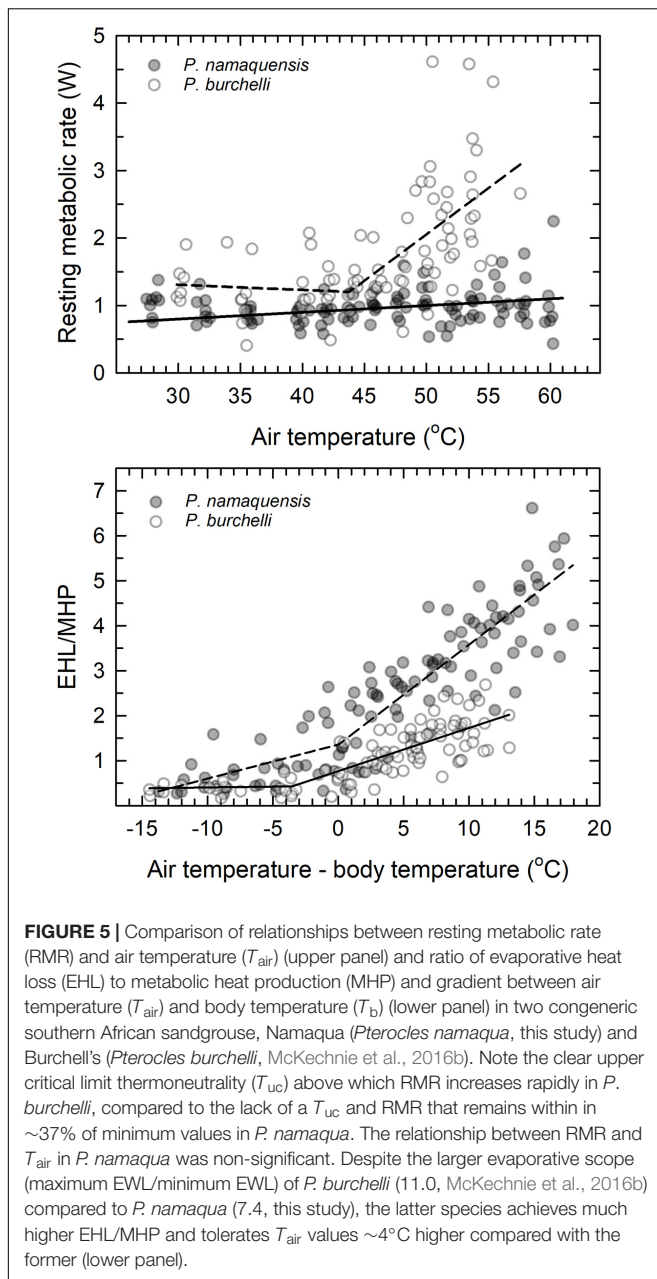 5
4
3
2
1
0
Resting metabolic rate (W)
P. namaquensis
P. burchelli
30 35 40 45 50 55 60
Air temperature (°C)
7
6
5
4
3
2
1
EHL/MHP
P. namaquensis
P. burchelli
-15 -10 -5 0 5 10 15 20
Air temperature - body temperature (°C)
FIGURE 5 | Comparison of relationships between resting metabolic rate
(RMR) and air temperature (Tair) (upper panel) and ratio of evaporative heat
loss (EHL) to metabolic heat production (MHP) and gradient between air
temperature (Tair) and body temperature (Tb) (lower panel) in two congeneric
southern African sandgrouse, Namaqua (Pterocles namaqua, this study) and
Burchell's (Pterocles burchelli, McKechnie et al., 2016b). Note the clear upper
critical limit thermoneutrality (Tuc) above which RMR increases rapidly in P.
burchelli, compared to the lack of a Tuc and RMR that remains within in
~37% of minimum values in P. namaqua. The relationship between RMR and
Tair in P. namaqua was non-significant. Despite the larger evaporative scope
(maximum EWL/minimum EWL) of P. burchelli (11.0, McKechnie et al., 2016b)
compared to P. namaqua (7.4, this study), the latter species achieves much
higher EHL/MHP and tolerates Tair values ~4°C higher compared with the
former (lower panel).